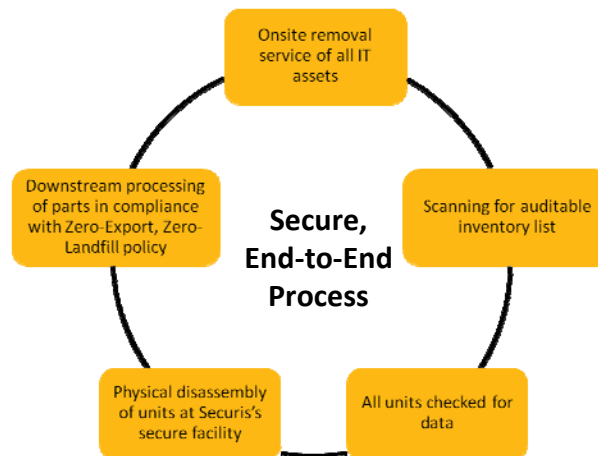 Onsite removal
service of all IT
assets
Scanning for auditable
inventory list
All units checked for
data
Physical disassembly
of units at Securis's
secure facility
Downstream processing
of parts in compliance
with Zero-Export, Zero-
Landfill policy
Secure,
End-to-End
Process